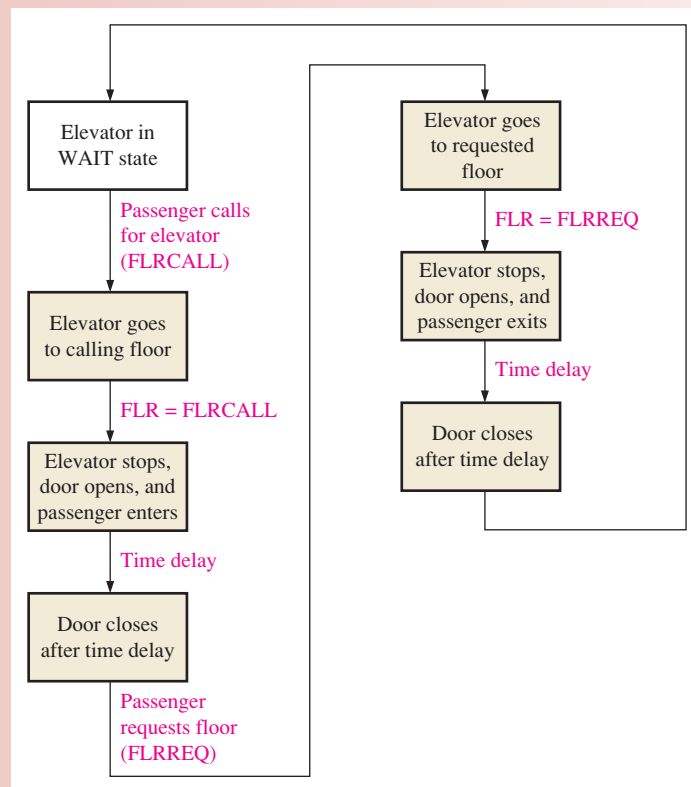 Elevator in
WAIT state
Passenger calls
for elevator
(FLRCALL)
Elevator goes
to calling floor
FLR = FLRCALL
Elevator stops,
door opens, and
passenger enters
Time delay
Door closes
after time delay
Passenger
requests floor
(FLRREQ)
Elevator goes
to requested
floor
FLR = FLRREQ
Elevator stops,
door opens, and
passenger exits
Time delay
Door closes
after time delay